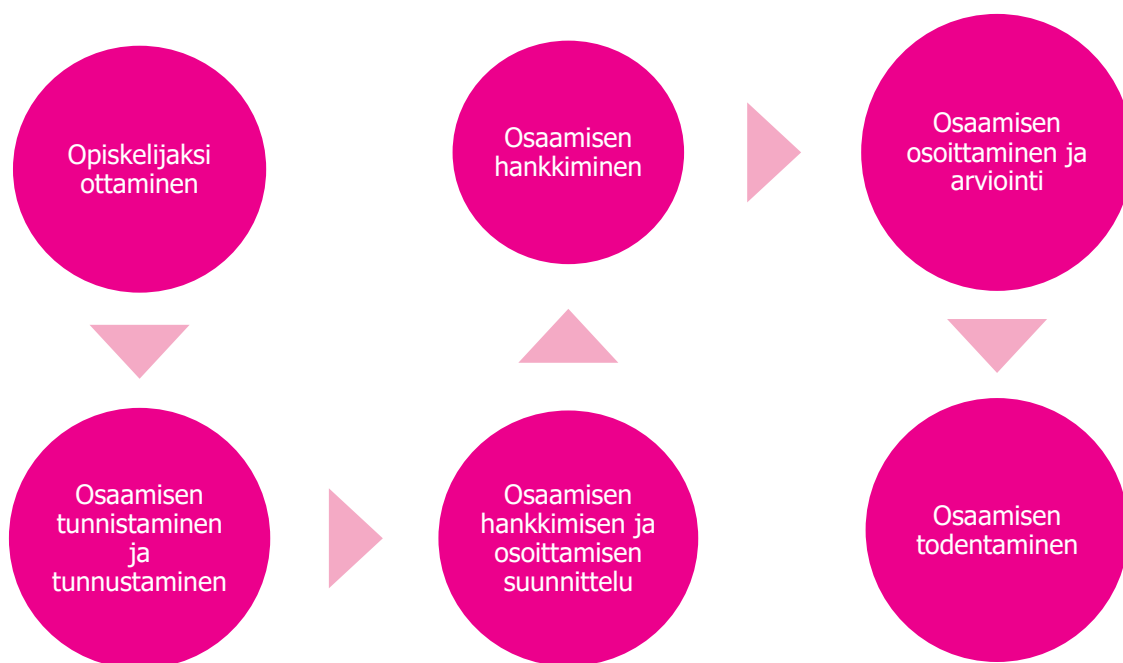 Opiskelijaksi
ottaminen
Osaamisen
tunnistaminen
ja
tunnustaminen
Osaamisen
hankkimisen ja
osoittamisen
suunnittelu
Osaamisen
hankkiminen
Osaamisen
osoittaminen ja
arviointi
Osaamisen
todentaminen